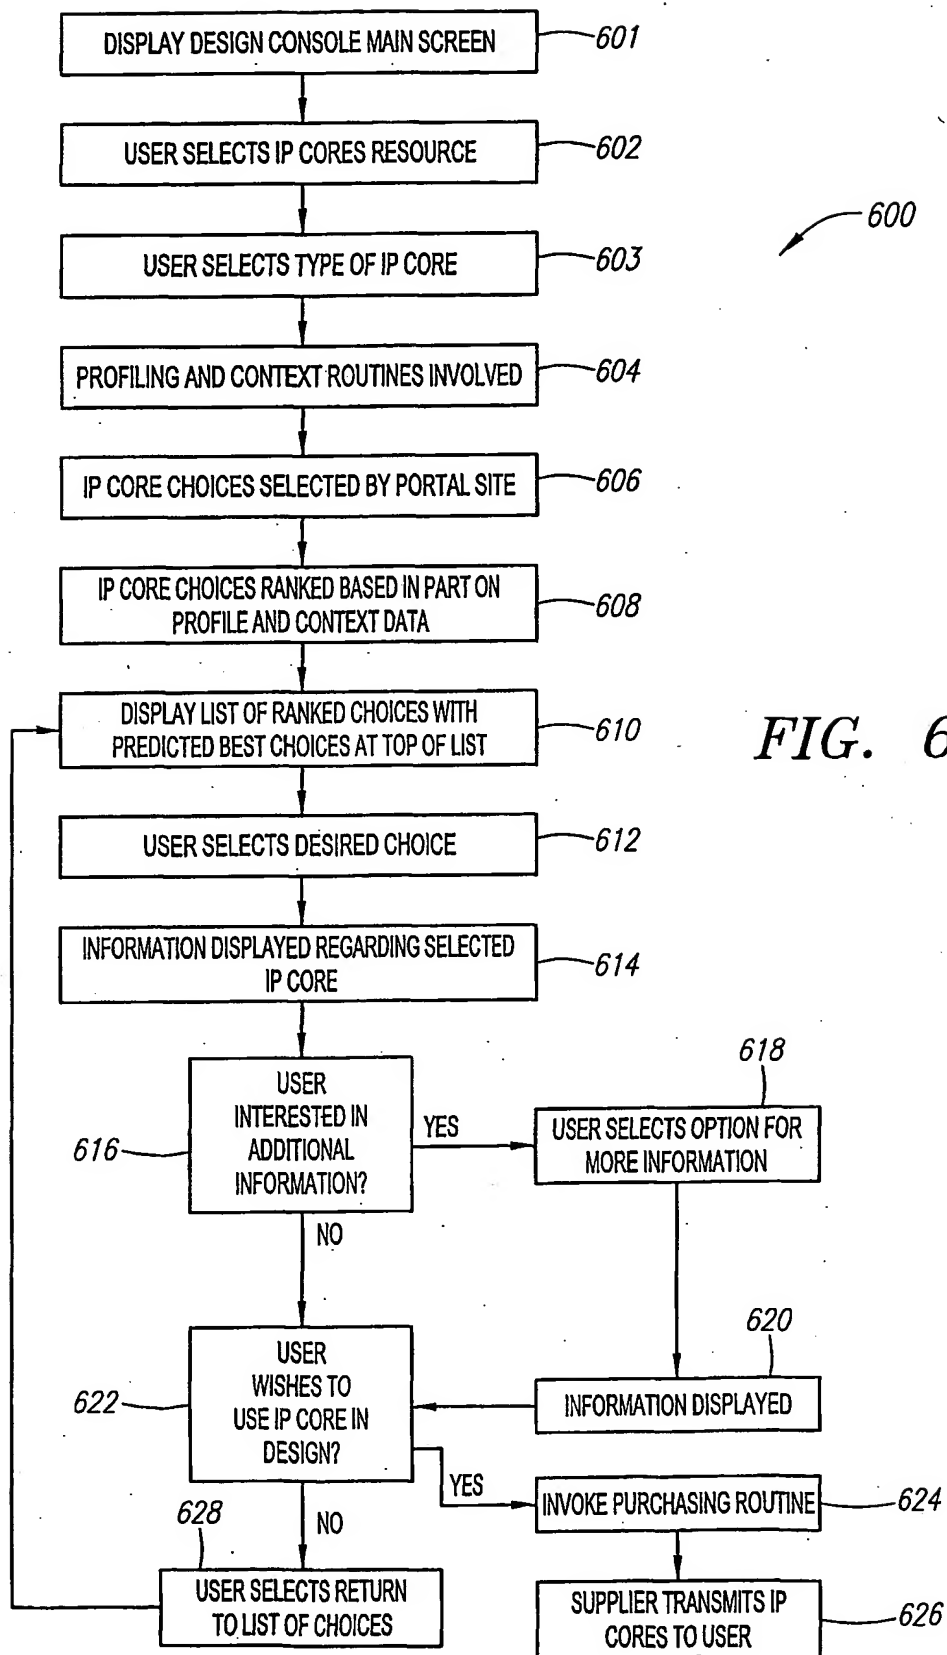 DISPLAY DESIGN CONSOLE MAIN SCREEN
601
USER SELECTS IP CORES RESOURCE
602
600
USER SELECTS TYPE OF IP CORE
603
PROFILING AND CONTEXT ROUTINES INVOLVED
604
IP CORE CHOICES SELECTED BY PORTAL SITE
606
IP CORE CHOICES RANKED BASED IN PART ON
PROFILE AND CONTEXT DATA
608
DISPLAY LIST OF RANKED CHOICES WITH
PREDICTED BEST CHOICES AT TOP OF LIST
610
FIG. 6
USER SELECTS DESIRED CHOICE
612
INFORMATION DISPLAYED REGARDING SELECTED
IP CORE
614
USER
INTERESTED IN
ADDITIONAL
INFORMATION?
616
YES
618
USER SELECTS OPTION FOR
MORE INFORMATION
NO
620
INFORMATION DISPLAYED
USER
WISHES TO
USE IP CORE IN
DESIGN?
622
YES
INVOKE PURCHASING ROUTINE
624
NO
628
USER SELECTS RETURN
TO LIST OF CHOICES
SUPPLIER TRANSMITS IP
CORES TO USER
626